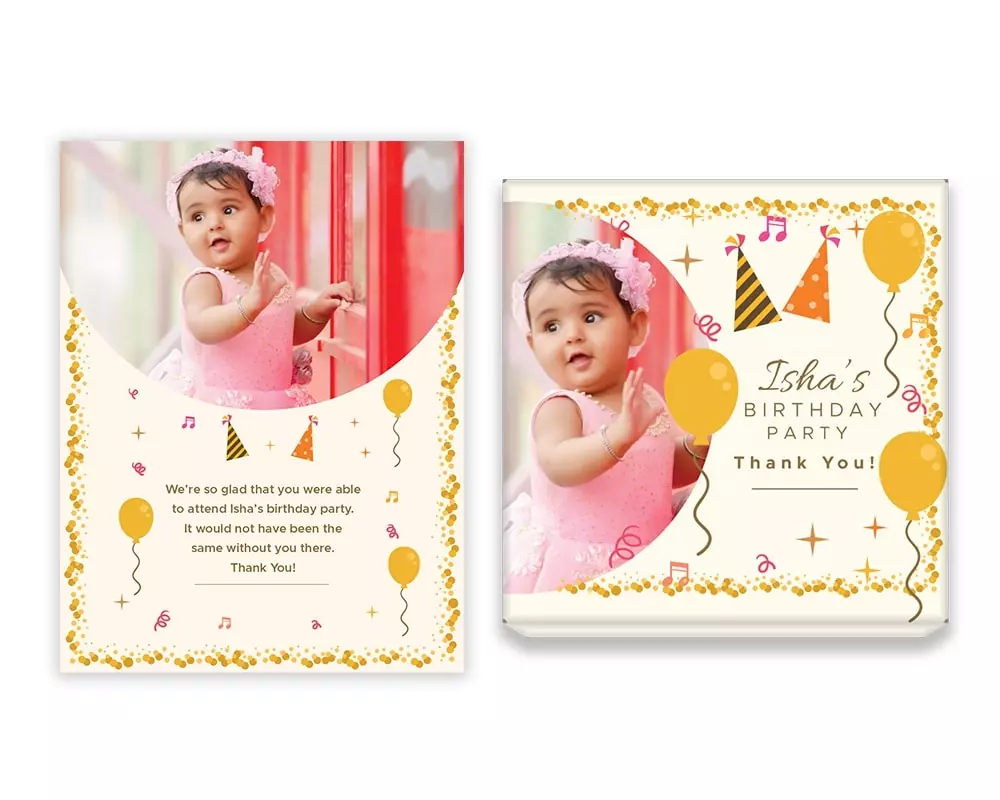 We're so glad that you were able
to attend Isha's birthday party.
It would not have been the
same without you there.
Thank You!
Isha's
BIRTHDAY
PARTY
Thank You!